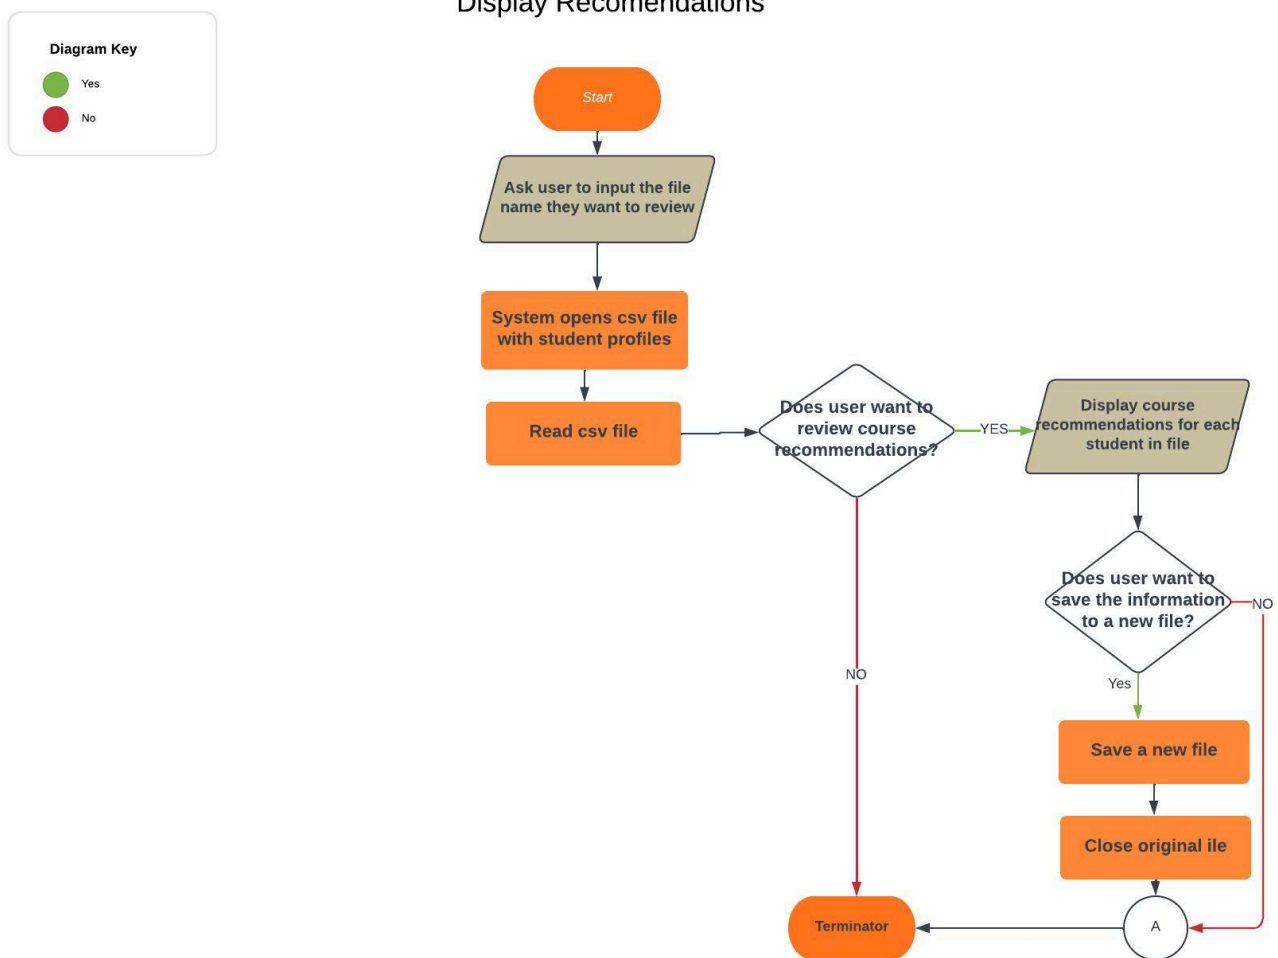 Display Recomendations
Diagram Key
Yes
No
Start
Ask user to input the file
name they want to review
System opens csv file
with student profiles
Read csv file
Does user want to
review course
recommendations?
YES
Display course
recommendations for each
student in file
Does user want to
save the information
to a new file?
NO
NO
Yes
Save a new file
Close original ile
Terminator
A